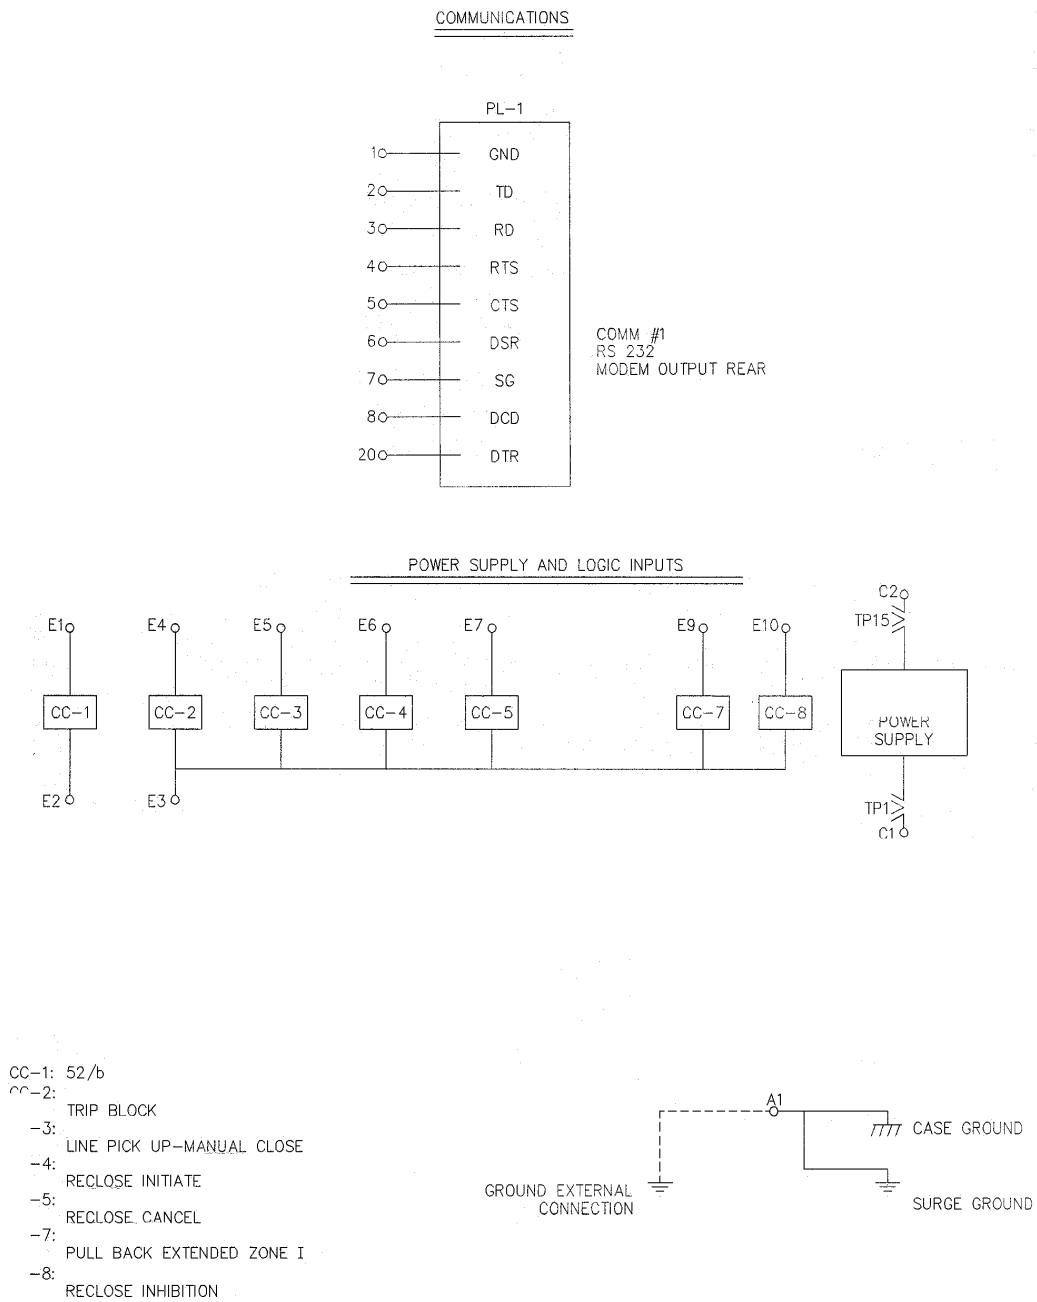 COMMUNICATIONS
PL-1
1 GND
2 TD
3 RD
4 RTS
5 CTS
6 DSR
7 SG
8 DCD
20 DTR
COMM #1
RS 232
MODEM OUTPUT REAR
POWER SUPPLY AND LOGIC INPUTS
E1 E4 E5 E6 E7 E9 E10 C2
TP15
CC-1 CC-2 CC-3 CC-4 CC-5 CC-7 CC-8
POWER
SUPPLY
E2 E3 TP1
C1
CC-1: 52/b
CC-2:
TRIP BLOCK
-3:
LINE PICK UP-MANUAL CLOSE
-4:
RECLOSE INITIATE
-5:
RECLOSE CANCEL
-7:
PULL BACK EXTENDED ZONE I
-8:
RECLOSE INHIBITION
A1
CASE GROUND
GROUND EXTERNAL
CONNECTION
SURGE GROUND